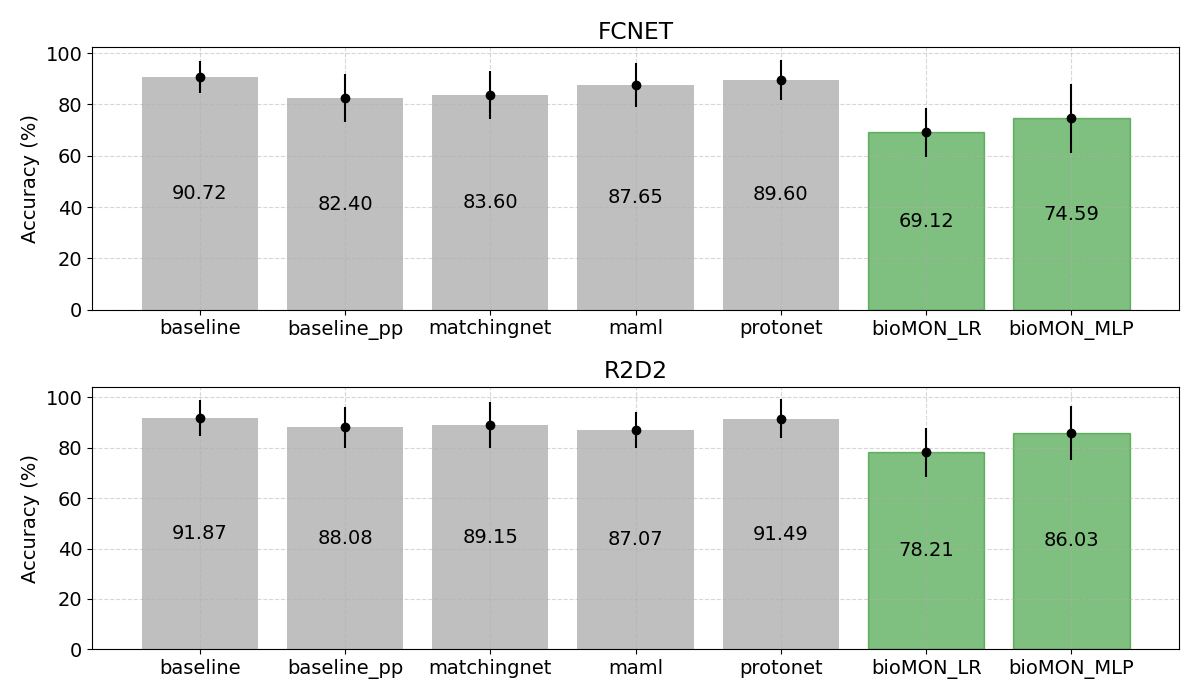 FCNET
Accuracy (%)
100
80
60
40
20
0
90.72
82.40
83.60
87.65
89.60
69.12
74.59
baseline
baseline_pp
matchingnet
maml
protonet
bioMON_LR
bioMON_MLP
R2D2
Accuracy (%)
100
80
60
40
20
0
91.87
88.08
89.15
87.07
91.49
78.21
86.03
baseline
baseline_pp
matchingnet
maml
protonet
bioMON_LR
bioMON_MLP